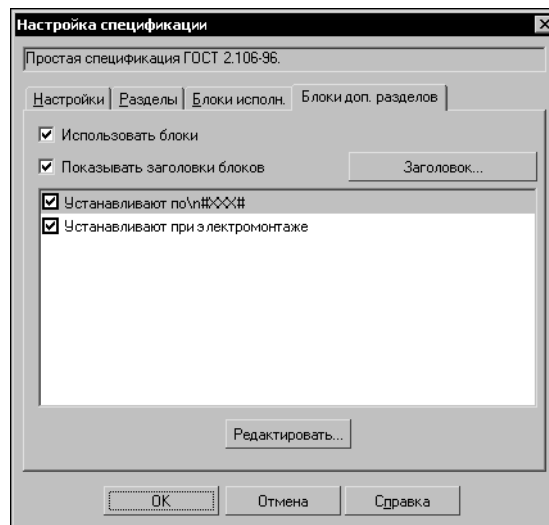 Настройка спецификации
Простая спецификация ГОСТ 2.106-96.
Настройки Разделы Блоки исполн. Блоки доп. разделов
Использовать блоки
Показывать заголовки блоков Заголовок...
Устанавливают по\n#XXX#
Устанавливают при электромонтаже
Редактировать...
OK Отмена Справка